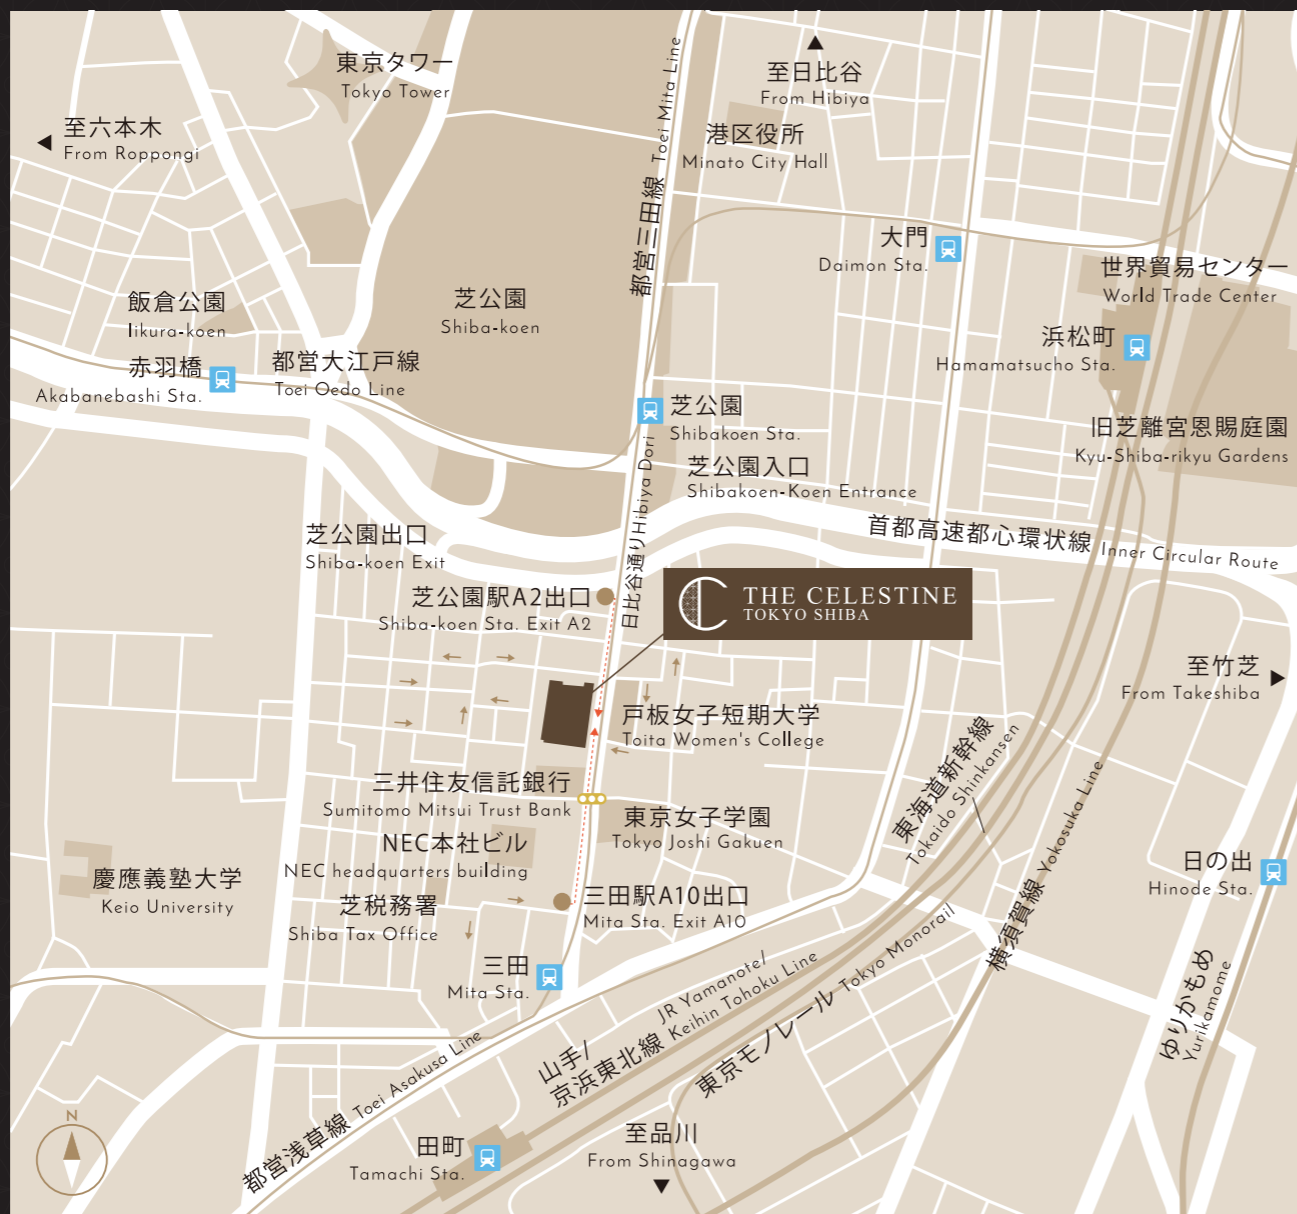 東京タワー
Tokyo Tower
至日比谷
From Hibiya
至六本木
From Roppongi
港区役所
Minato City Hall
都営三田線 Toei Mita Line
大門
Daimon Sta.
世界貿易センター
World Trade Center
飯倉公園
Iikura-koen
芝公園
Shiba-koen
浜松町
Hamamatsucho Sta.
赤羽橋
Akabanebashi Sta.
都営大江戸線
Toei Oedo Line
芝公園
Shibakoen Sta.
旧芝離宮恩賜庭園
Kyu-Shiba-rikyu Gardens
芝公園入口
Shibakoen-Koen Entrance
芝公園出口
Shiba-koen Exit
首都高速都心環状線 Inner Circular Route
日比谷通り Hibiya Dori
芝公園駅A2出口
Shiba-koen Sta. Exit A2
THE CELESTINE
TOKYO SHIBA
至竹芝
From Takeshiba
戸板女子短期大学
Toita Women's College
三井住友信託銀行
Sumitomo Mitsui Trust Bank
東京女子学園
Tokyo Joshi Gakuen
東海道新幹線
Tokaido Shinkansen
NEC本社ビル
NEC headquarters building
横須賀線 Yokosuka Line
日の出
Hinode Sta.
慶應義塾大学
Keio University
芝税務署
Shiba Tax Office
三田駅A10出口
Mita Sta. Exit A10
三田
Mita Sta.
山手/
京浜東北線
JR Yamanote/
Keihin Tohoku Line
東京モノレール Tokyo Monorail
ゆりかもめ
Yurikamome
都営浅草線 Toei Asakusa Line
田町
Tamachi Sta.
至品川
From Shinagawa
N